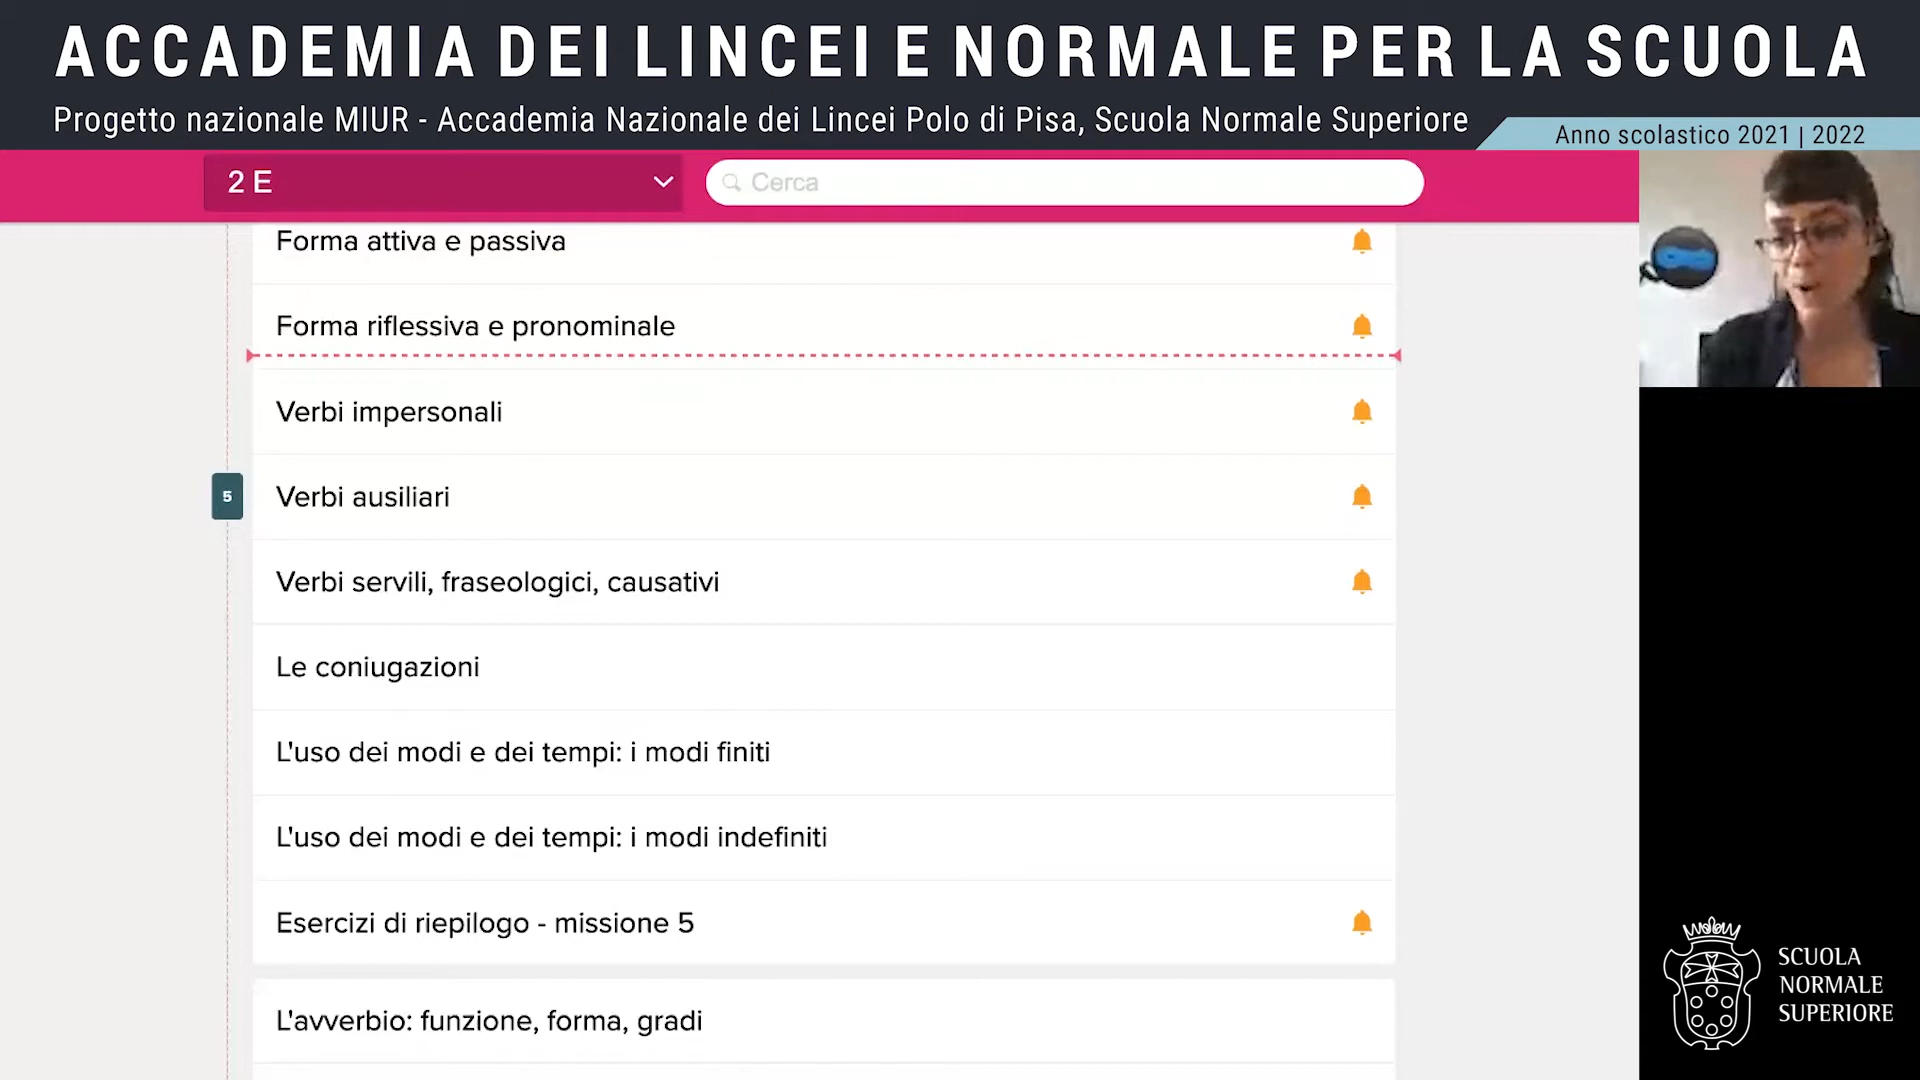 ACCADEMIA DEI LINCEI E NORMALE PER LA SCUOLA
Progetto nazionale MIUR - Accademia Nazionale dei Lincei Polo di Pisa, Scuola Normale Superiore
Anno scolastico 2021 | 2022
2 E
Cerca
Forma attiva e passiva
Forma riflessiva e pronominale
Verbi impersonali
5
Verbi ausiliari
Verbi servili, fraseologici, causativi
Le coniugazioni
L'uso dei modi e dei tempi: i modi finiti
L'uso dei modi e dei tempi: i modi indefiniti
Esercizi di riepilogo - missione 5
L'avverbio: funzione, forma, gradi
SCUOLA
NORMALE
SUPERIORE